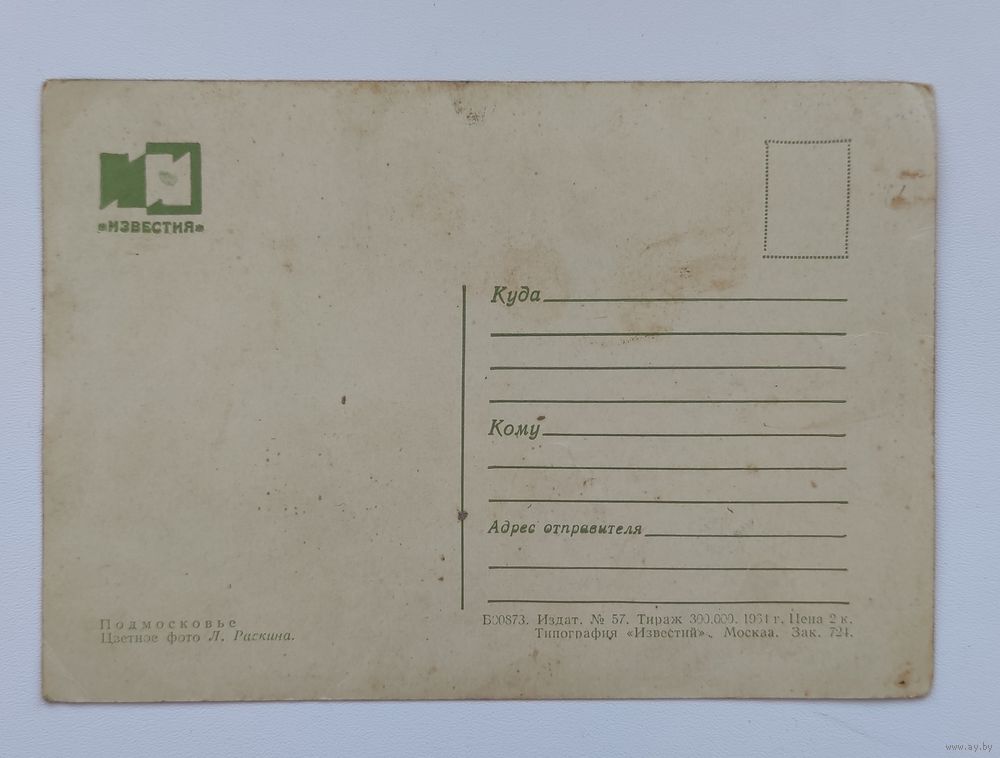 «ИЗВЕСТИЯ»
Куда
Кому
Адрес отправителя
Подмосковье
Цветное фото Л. Раскина.
Б00873. Издат. № 57. Тираж 300.000. 1964 г. Цена 2 к.
Типография «Известий». Москва. Зак. 724.
www.ay.by